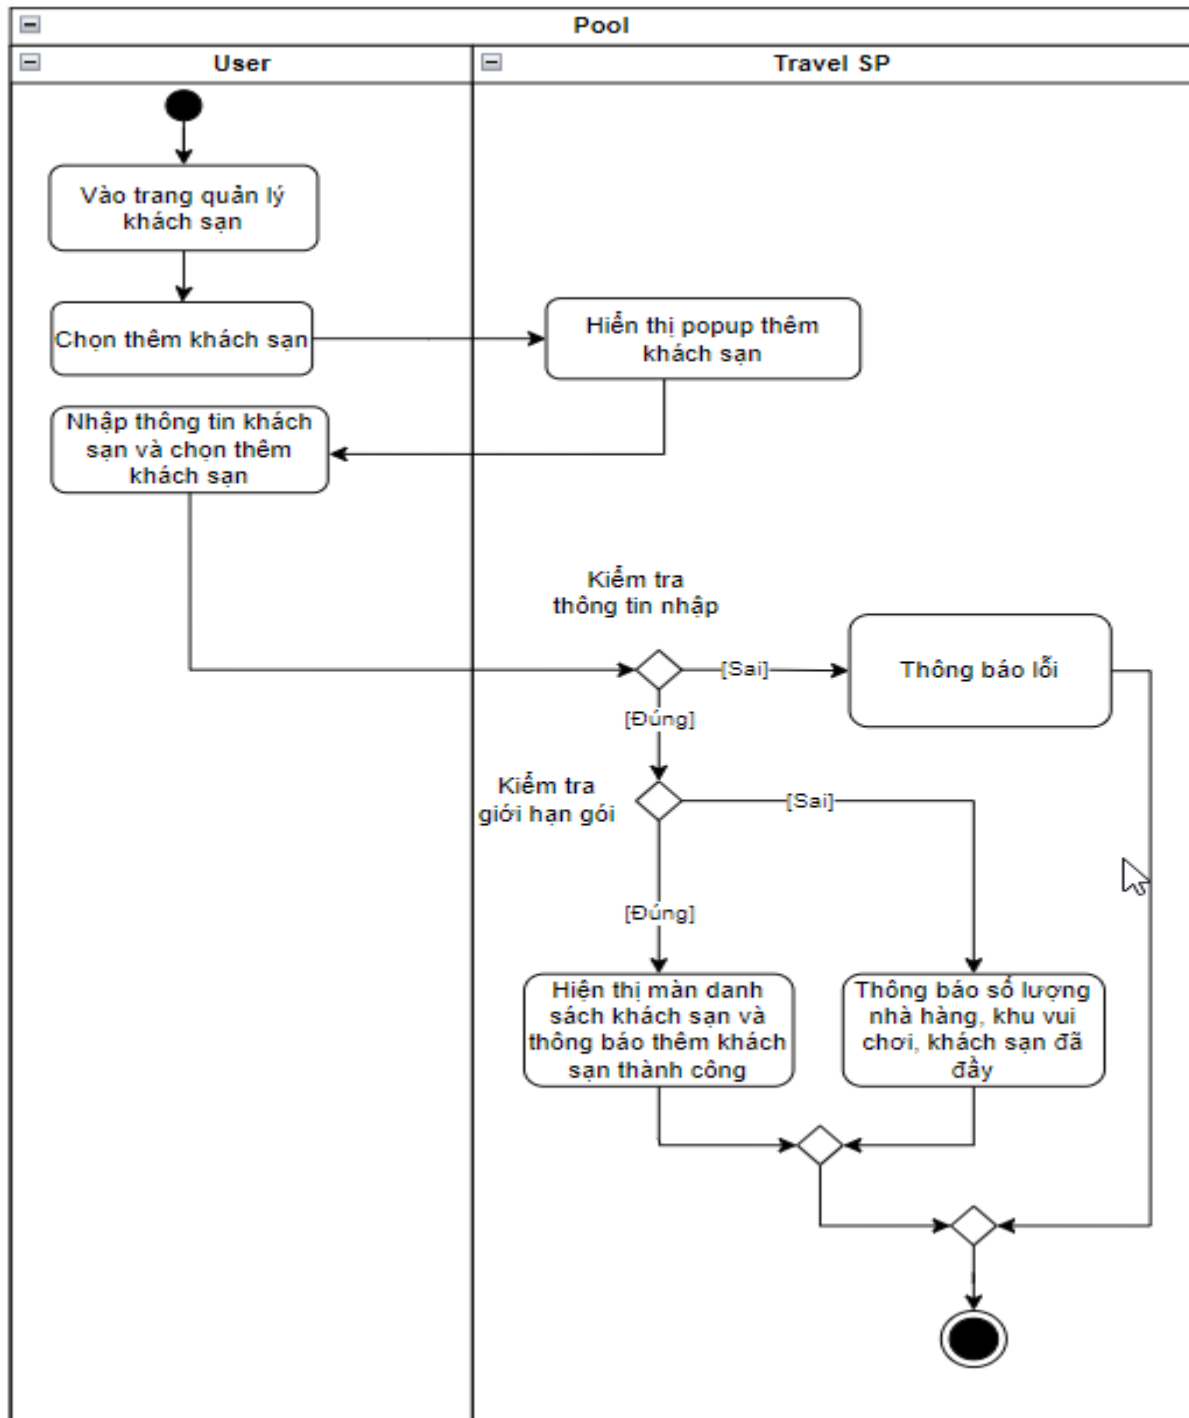 Pool
User
Travel SP
Vào trang quản lý
khách sạn
Chọn thêm khách sạn
Hiển thị popup thêm
khách sạn
Nhập thông tin khách
sạn và chọn thêm
khách sạn
Kiểm tra
thông tin nhập
[Sai]
Thông báo lỗi
[Đúng]
Kiểm tra
giới hạn gói
[Sai]
[Đúng]
Hiện thị màn danh
sách khách sạn và
thông báo thêm khách
sạn thành công
Thông báo số lượng
nhà hàng, khu vui
chơi, khách sạn đã
đầy